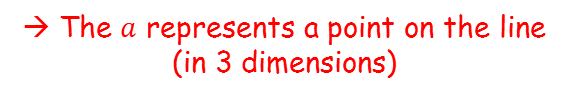 → The a represents a point on the line
(in 3 dimensions)